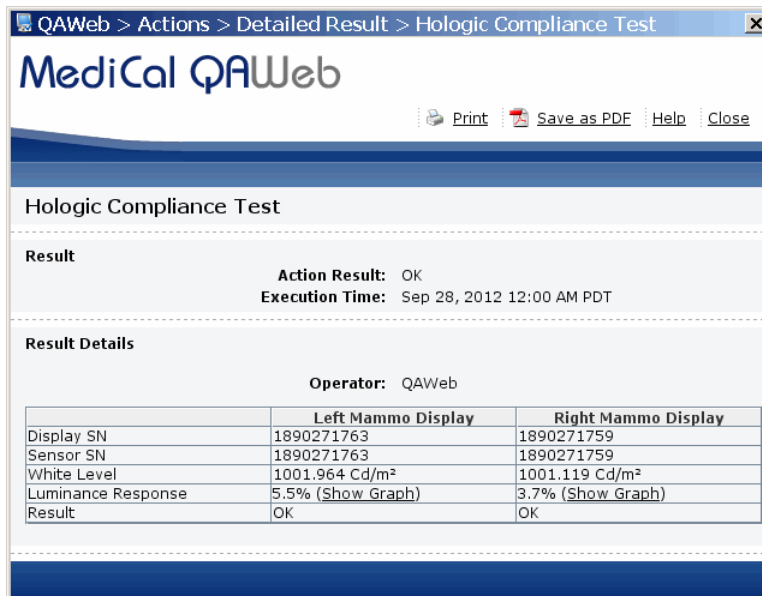 QAWeb > Actions > Detailed Result > Hologic Compliance Test
MediCal QAWeb
Print Save as PDF Help Close
Hologic Compliance Test
Result
Action Result: OK
Execution Time: Sep 28, 2012 12:00 AM PDT
Result Details
Operator: QAWeb
Left Mammo Display Right Mammo Display
Display SN 1890271763 1890271759
Sensor SN 1890271763 1890271759
White Level 1001.964 Cd/m² 1001.119 Cd/m²
Luminance Response 5.5% (Show Graph) 3.7% (Show Graph)
Result OK OK